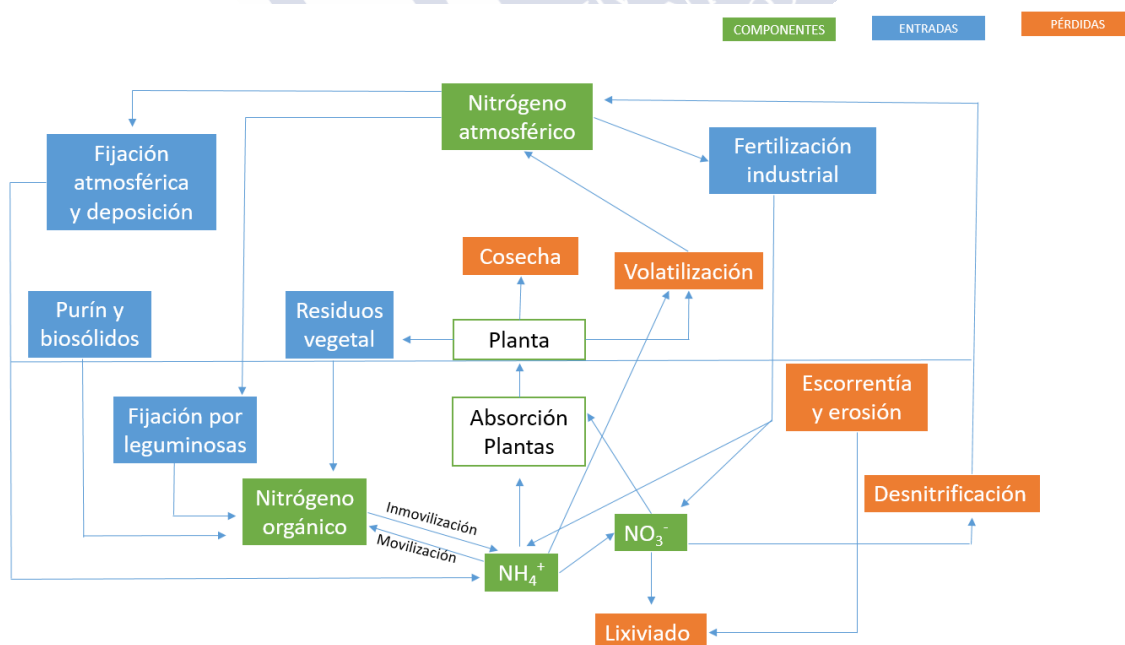 COMPONENTES
ENTRADAS
PÉRDIDAS
Nitrógeno
atmosférico
Fijación
atmosférica
y deposición
Fertilización
industrial
Cosecha
Volatilización
Purín y
biosólidos
Residuos
vegetal
Planta
Escorrentía
y erosión
Fijación por
leguminosas
Absorción
Plantas
Desnitrificación
Nitrógeno
orgánico
Inmovilización
Movilización
NO₃⁻
NH₄⁺
Lixiviado